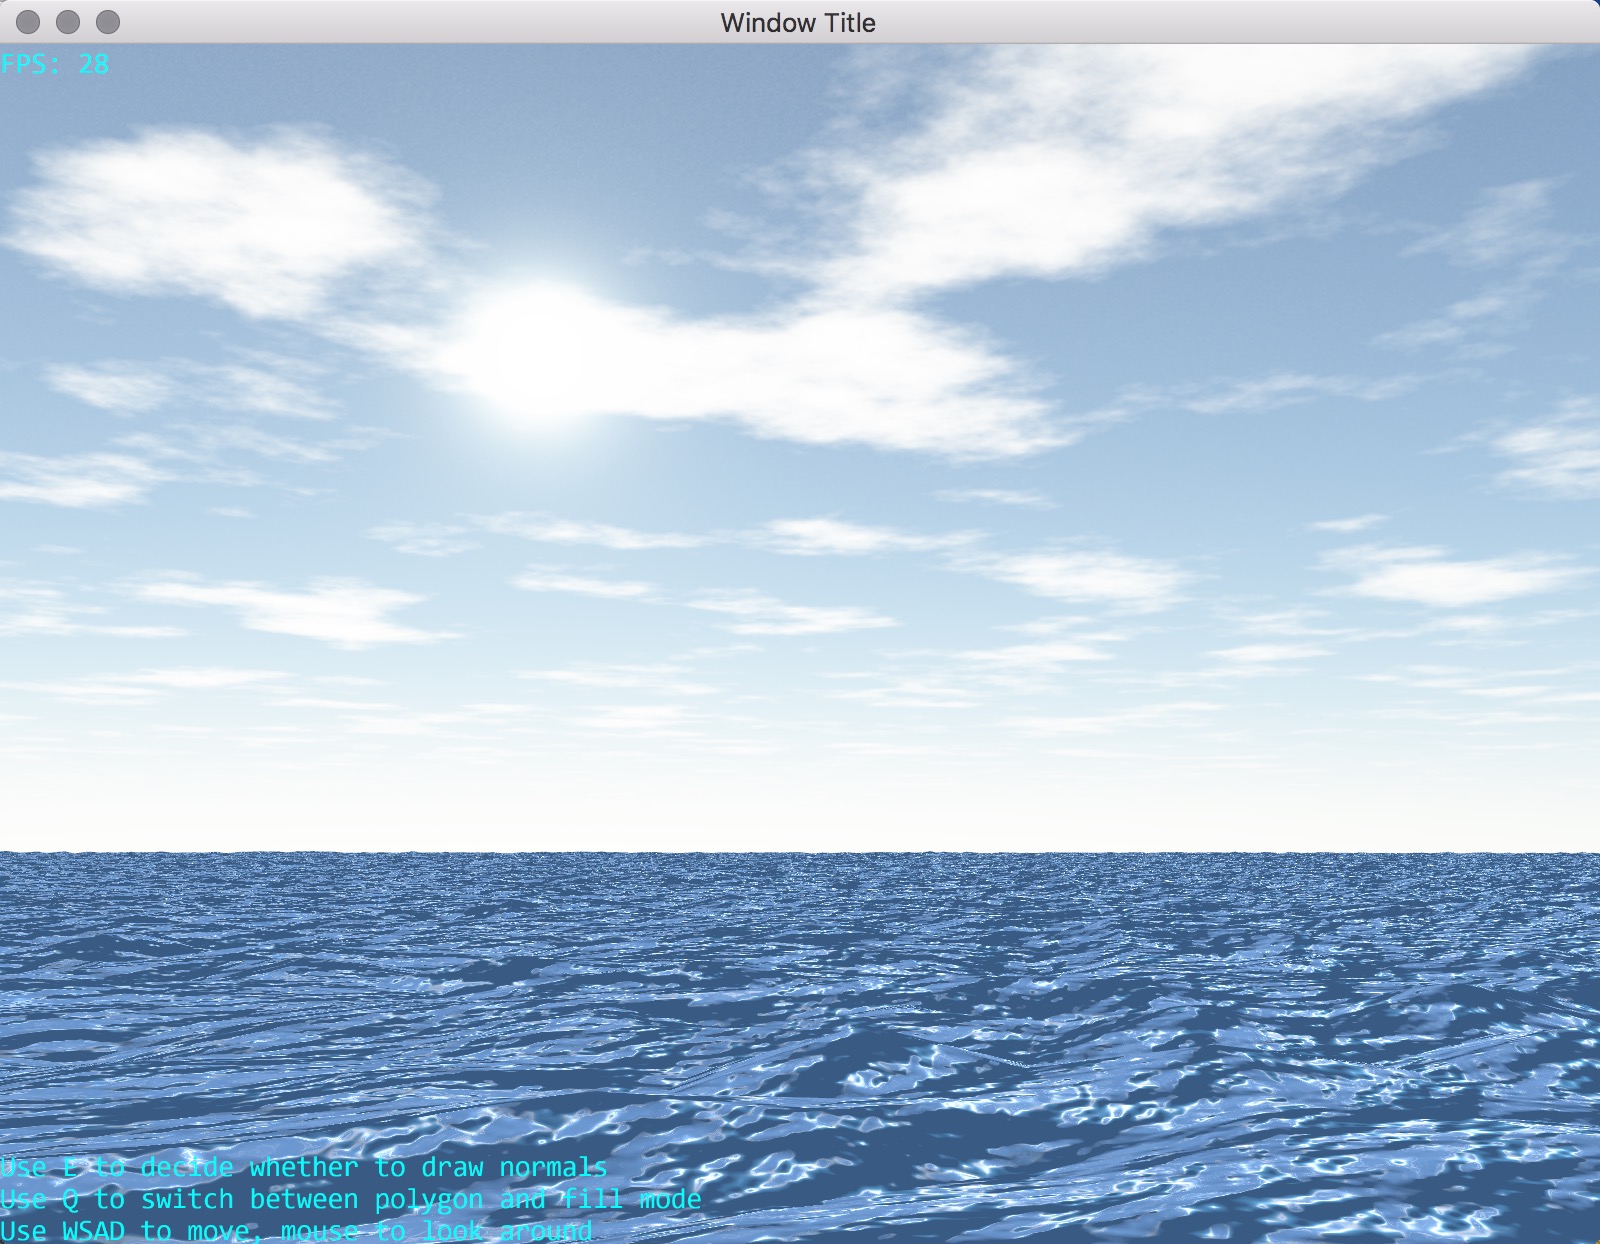 Window Title
FPS: 28
Use E to decide whether to draw normals
Use Q to switch between polygon and fill mode
Use WSAD to move, mouse to look around